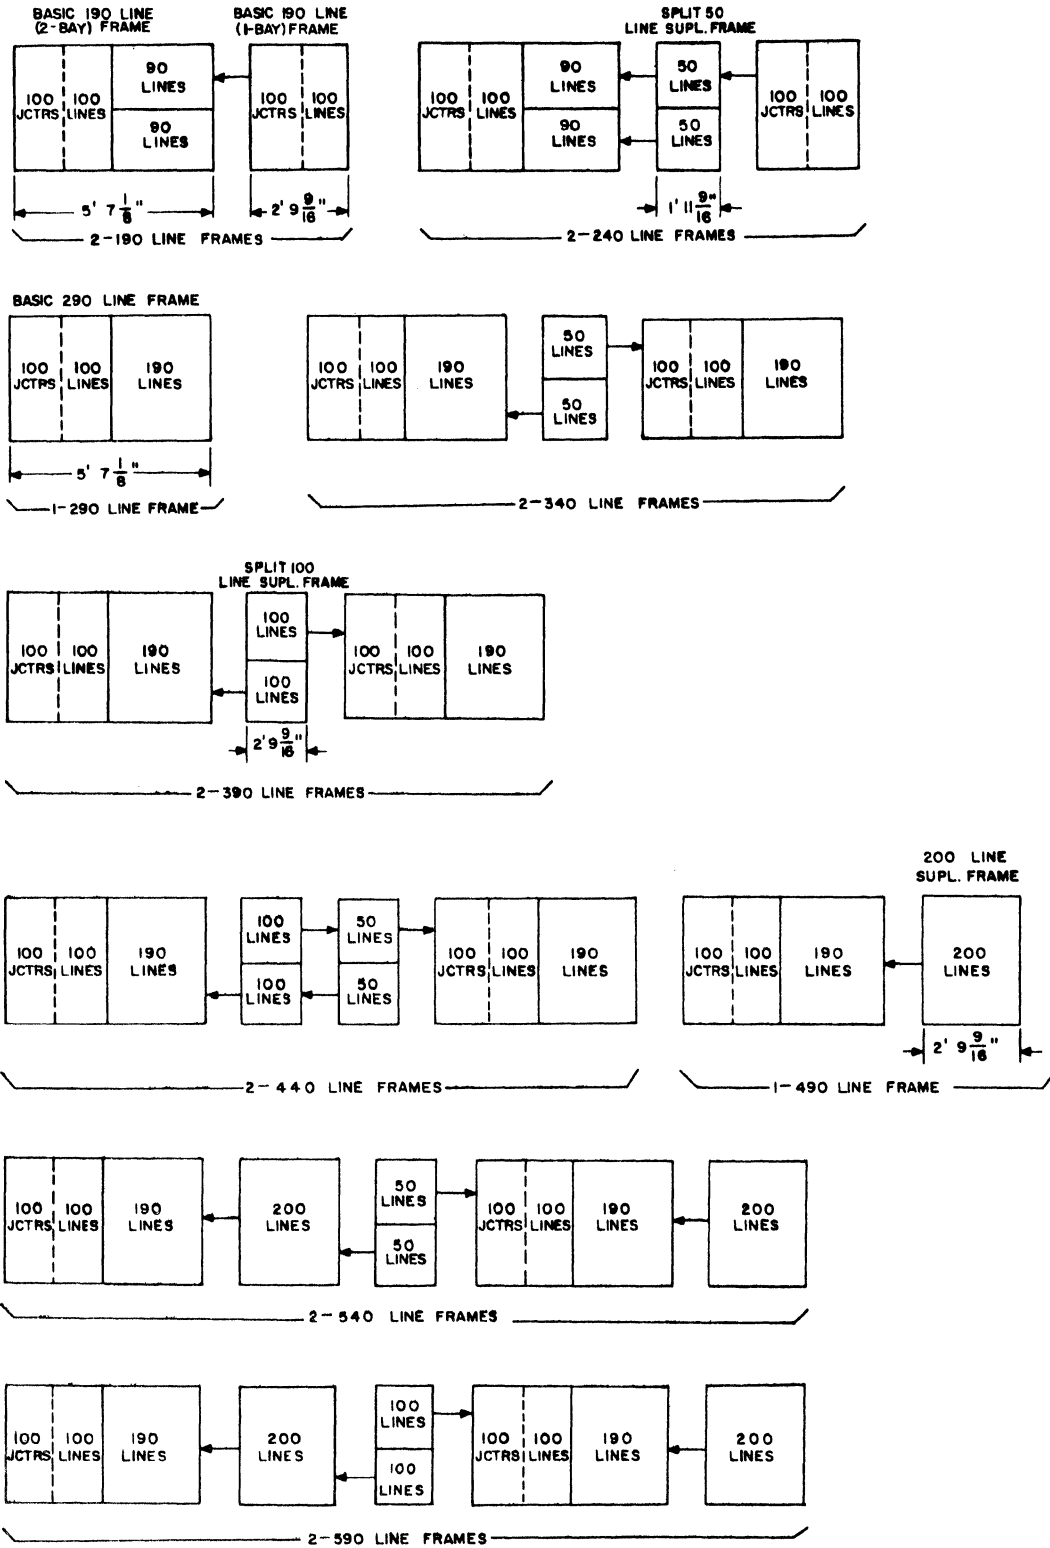 BASIC 190 LINE
(2-BAY) FRAME
BASIC 190 LINE
(1-BAY) FRAME
SPLIT 50
LINE SUPL. FRAME
100
JCTRS
100
LINES
90
LINES
90
LINES
100
JCTRS
100
LINES
100
JCTRS
100
LINES
90
LINES
90
LINES
50
LINES
50
LINES
100
JCTRS
100
LINES
5' 7 1/8"
2' 9 9/16"
1' 11 9/16"
2-190 LINE FRAMES
2-240 LINE FRAMES
BASIC 290 LINE FRAME
100
JCTRS
100
LINES
190
LINES
100
JCTRS
100
LINES
190
LINES
50
LINES
50
LINES
100
JCTRS
100
LINES
190
LINES
5' 7 1/8"
1-290 LINE FRAME
2-340 LINE FRAMES
SPLIT 100
LINE SUPL. FRAME
100
JCTRS
100
LINES
190
LINES
100
LINES
100
LINES
100
JCTRS
100
LINES
190
LINES
2' 9 9/16"
2-390 LINE FRAMES
200 LINE
SUPL. FRAME
100
JCTRS
100
LINES
190
LINES
100
LINES
100
LINES
50
LINES
50
LINES
100
JCTRS
100
LINES
190
LINES
100
JCTRS
100
LINES
190
LINES
200
LINES
2' 9 9/16"
2-440 LINE FRAMES
1-490 LINE FRAME
100
JCTRS
100
LINES
190
LINES
200
LINES
50
LINES
50
LINES
100
JCTRS
100
LINES
190
LINES
200
LINES
2-540 LINE FRAMES
100
JCTRS
100
LINES
190
LINES
200
LINES
100
LINES
100
LINES
100
JCTRS
100
LINES
190
LINES
200
LINES
2-590 LINE FRAMES